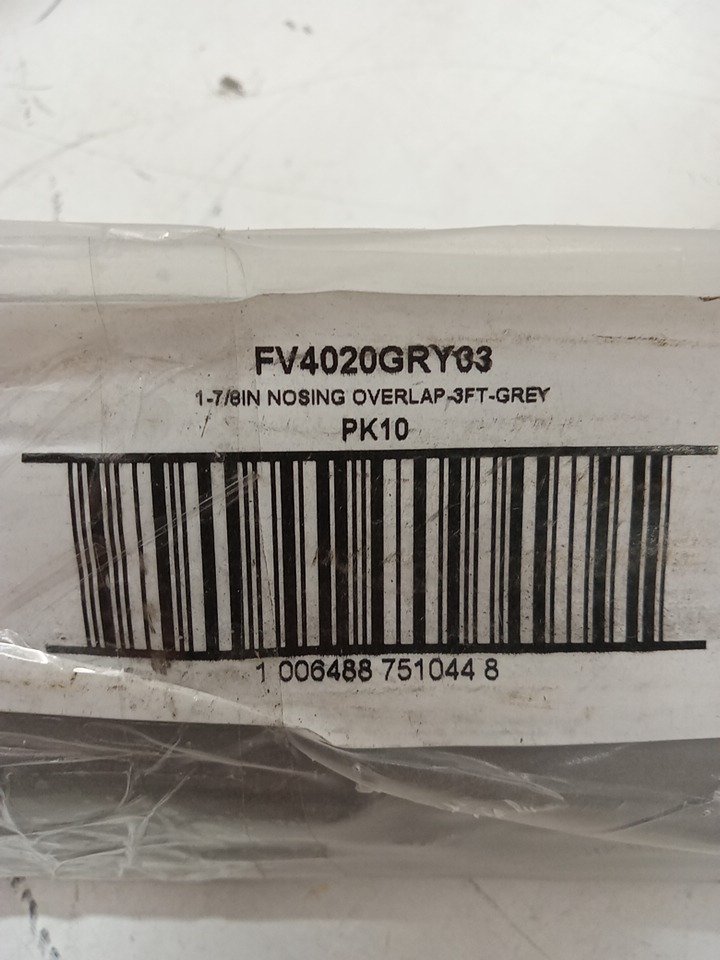 FV4020GRY03
1-7/8IN NOSING OVERLAP-3FT-GREY
PK10
1 006488 751044 8